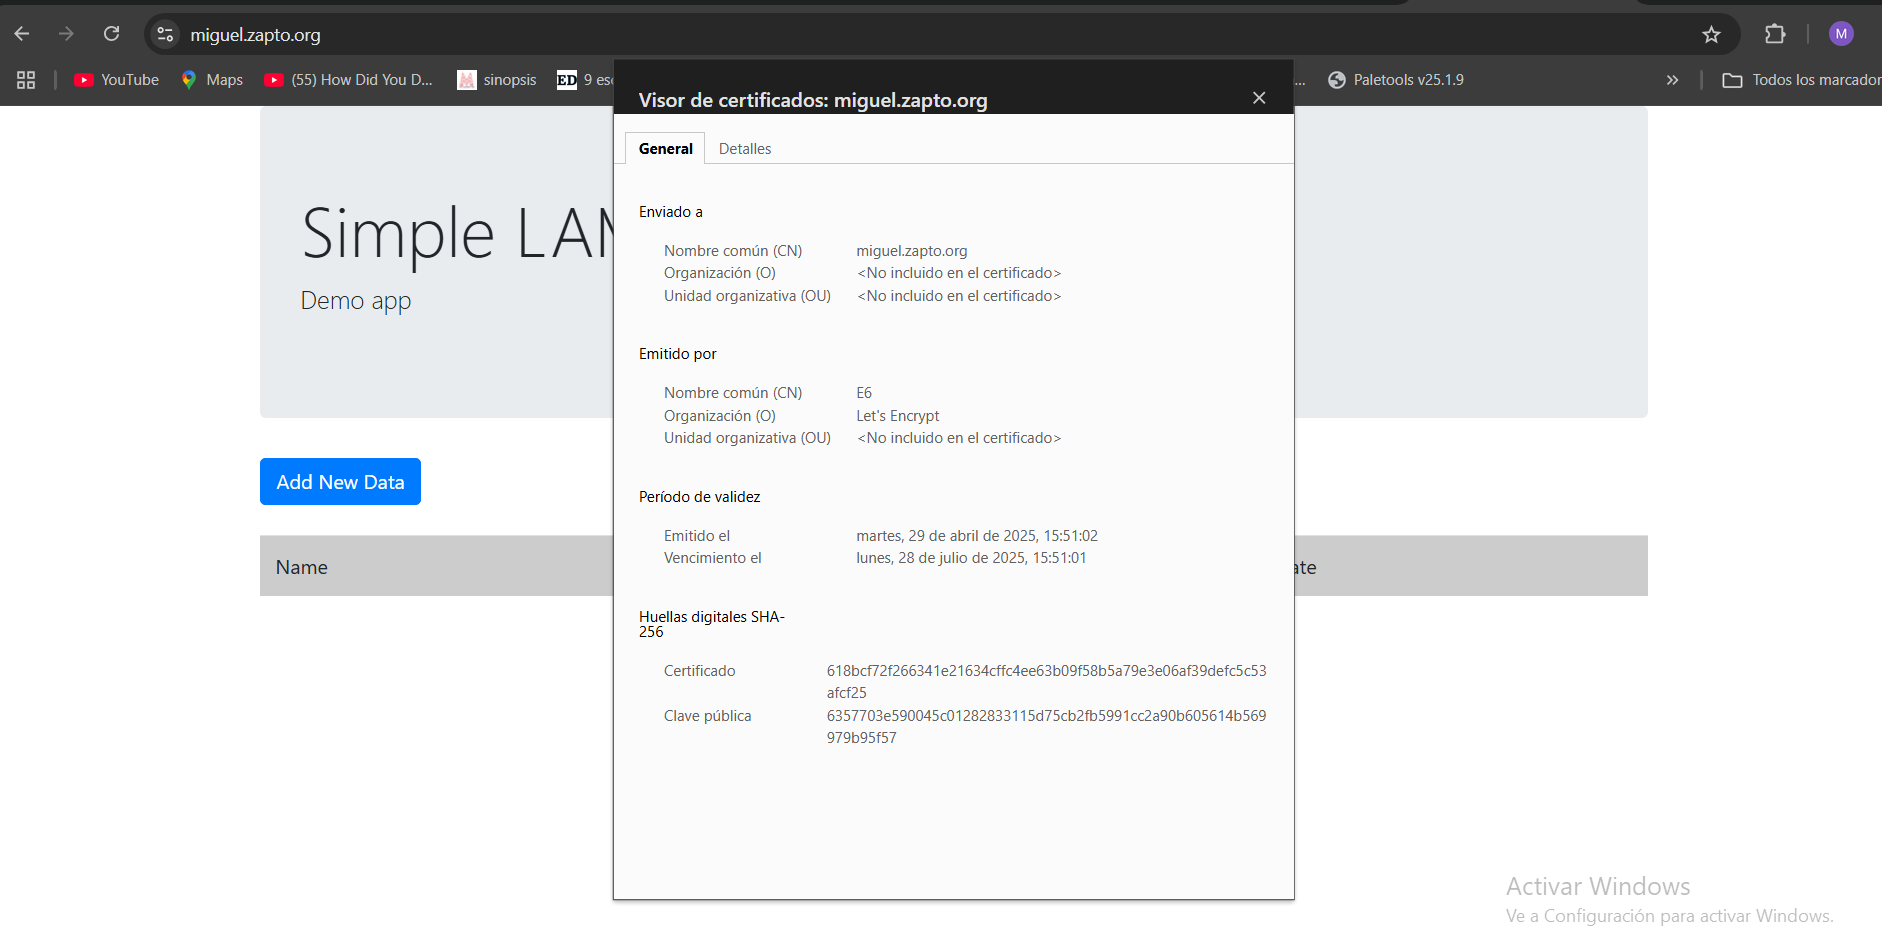 miguel.zapto.org
M
YouTube
Maps
(55) How Did You D...
sinopsis
ED 9
...
Paletools v25.1.9
»
Todos los marcador
Visor de certificados: miguel.zapto.org
General Detalles
Simple
Demo app
Enviado a
Nombre común (CN) miguel.zapto.org
Organización (O) <No incluido en el certificado>
Unidad organizativa (OU) <No incluido en el certificado>
Emitido por
Nombre común (CN) E6
Organización (O) Let's Encrypt
Unidad organizativa (OU) <No incluido en el certificado>
Add New Data
Período de validez
Emitido el martes, 29 de abril de 2025, 15:51:02
Vencimiento el lunes, 28 de julio de 2025, 15:51:01
Name
Huellas digitales SHA-
256
Certificado 618bcf72f266341e21634cffc4ee63b09f58b5a79e3e06af39defc5c53
afcf25
Clave pública 6357703e590045c01282833115d75cb2fb5991cc2a90b605614b569
979b95f57
Activar Windows
Ve a Configuración para activar Windows.